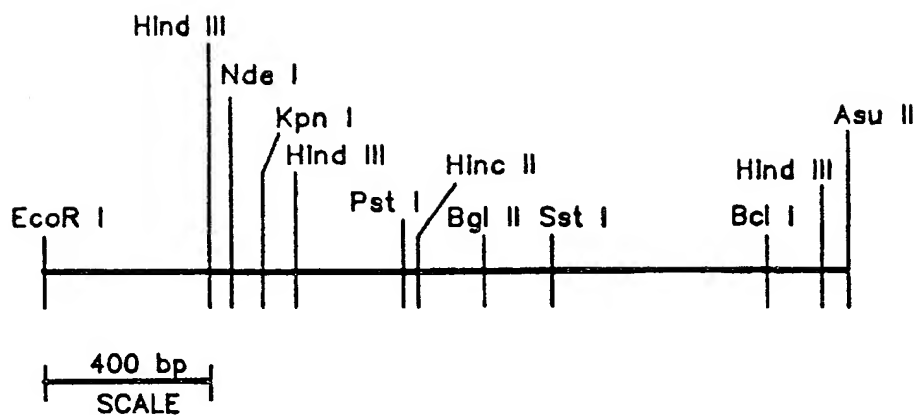 Hind III
Nde I
Kpn I
Asu II
Hind III
Hinc II
Hind III
Pst I
EcoR I
Bgl II
Sst I
Bcl I
400 bp
SCALE